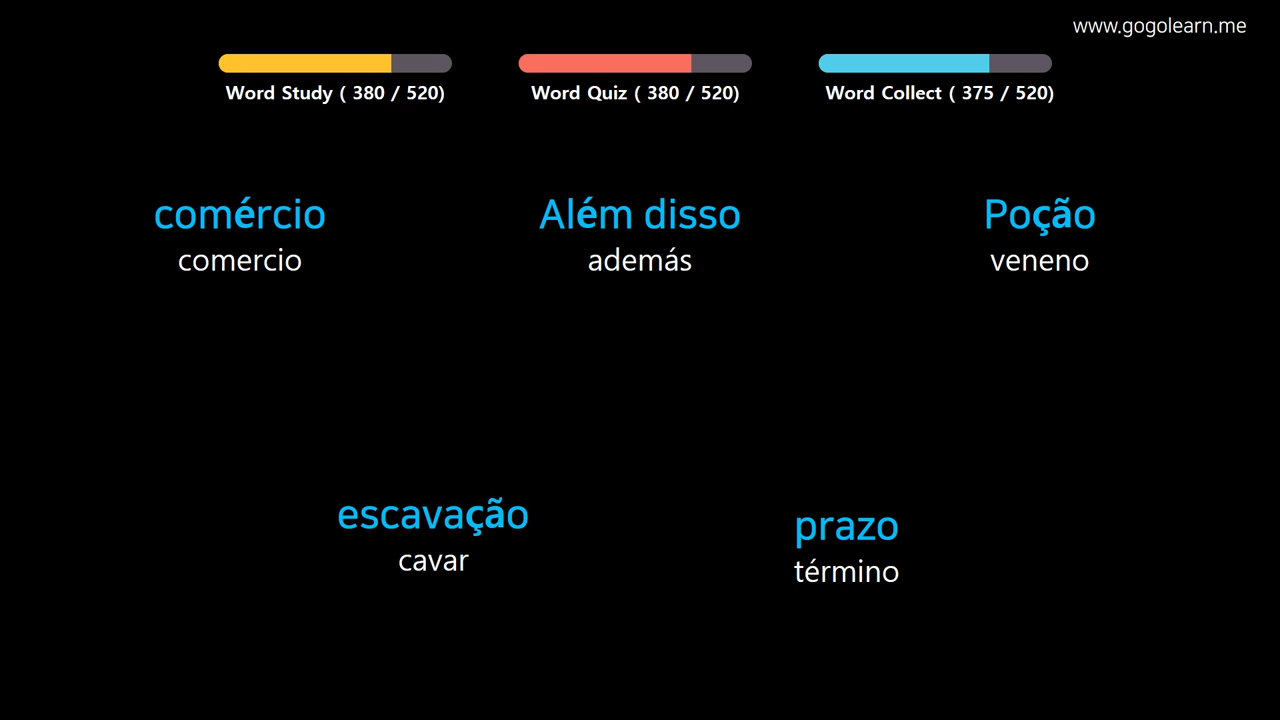 www.gogolearn.me
Word Study ( 380 / 520)
Word Quiz ( 380 / 520)
Word Collect ( 375 / 520)
comércio
comercio
Além disso
además
Poção
veneno
escavação
cavar
prazo
término